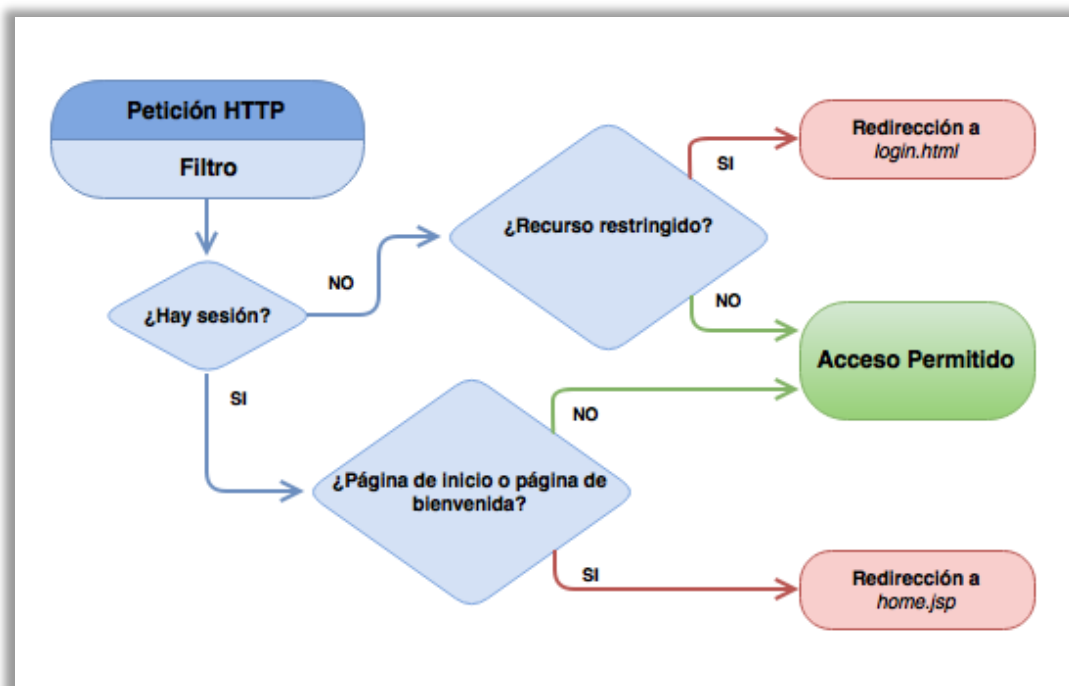 Petición HTTP
Filtro
¿Hay sesión?
NO
SI
¿Recurso restringido?
SI
NO
Redirección a
login.html
Acceso Permitido
¿Página de inicio o página de
bienvenida?
NO
SI
Redirección a
home.jsp